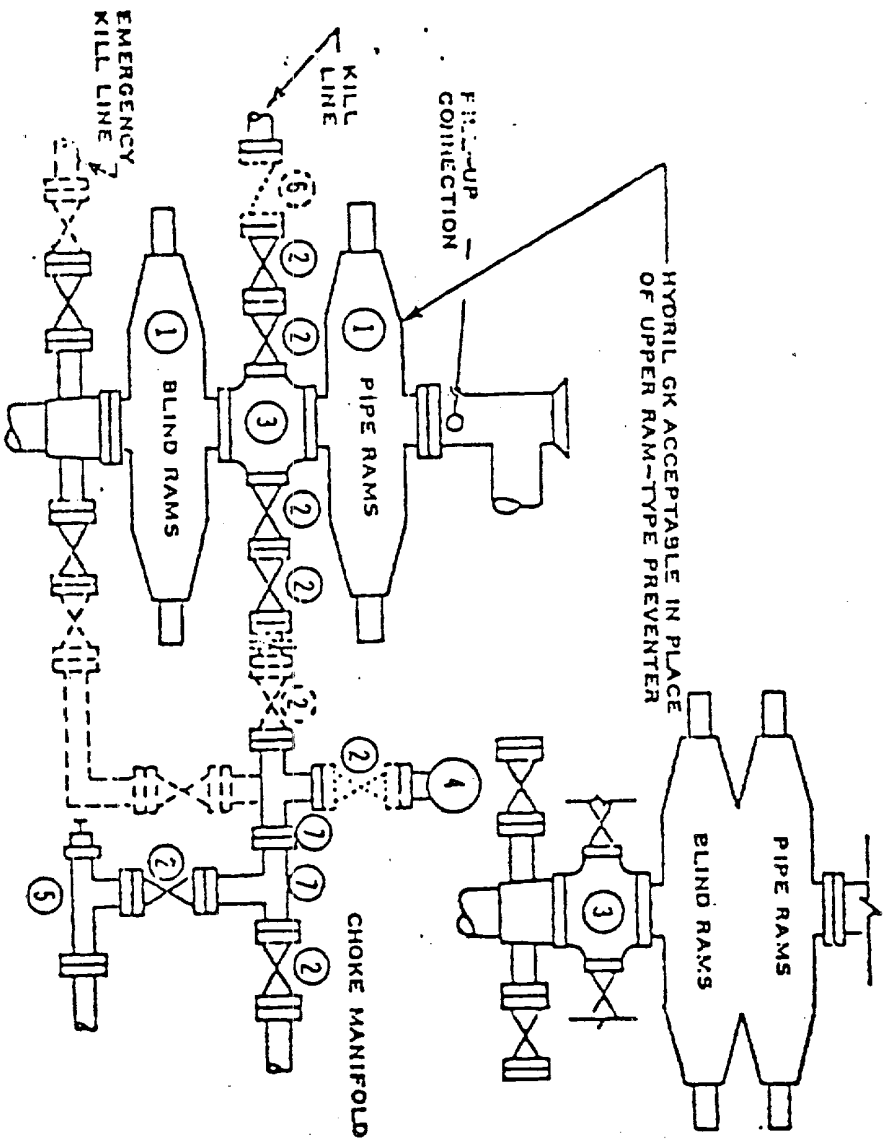 EMERGENCY
KILL LINE
KILL
LINE
CONNECTION
HYDRIL GK ACCEPTABLE IN PLACE
OF UPPER RAM-TYPE PREVENTER
6
2
2
1
PIPE RAMS
3
1
BLIND RAMS
2
2
2
2
4
7
7
2
5
2
CHOKE MANIFOLD
PIPE RAMS
BLIND RAMS
3